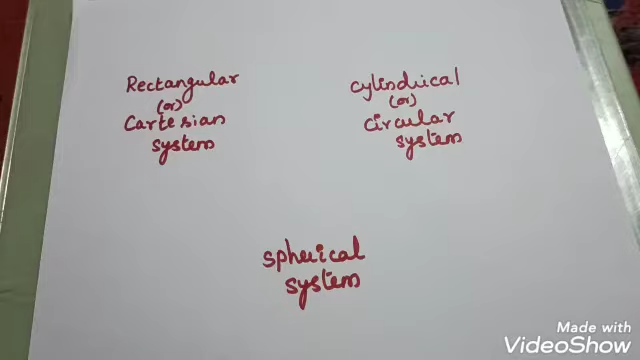 Rectangular
(or)
Cartesian
system
Cylindrical
(or)
circular
system
spherical
system
Made with
VideoShow